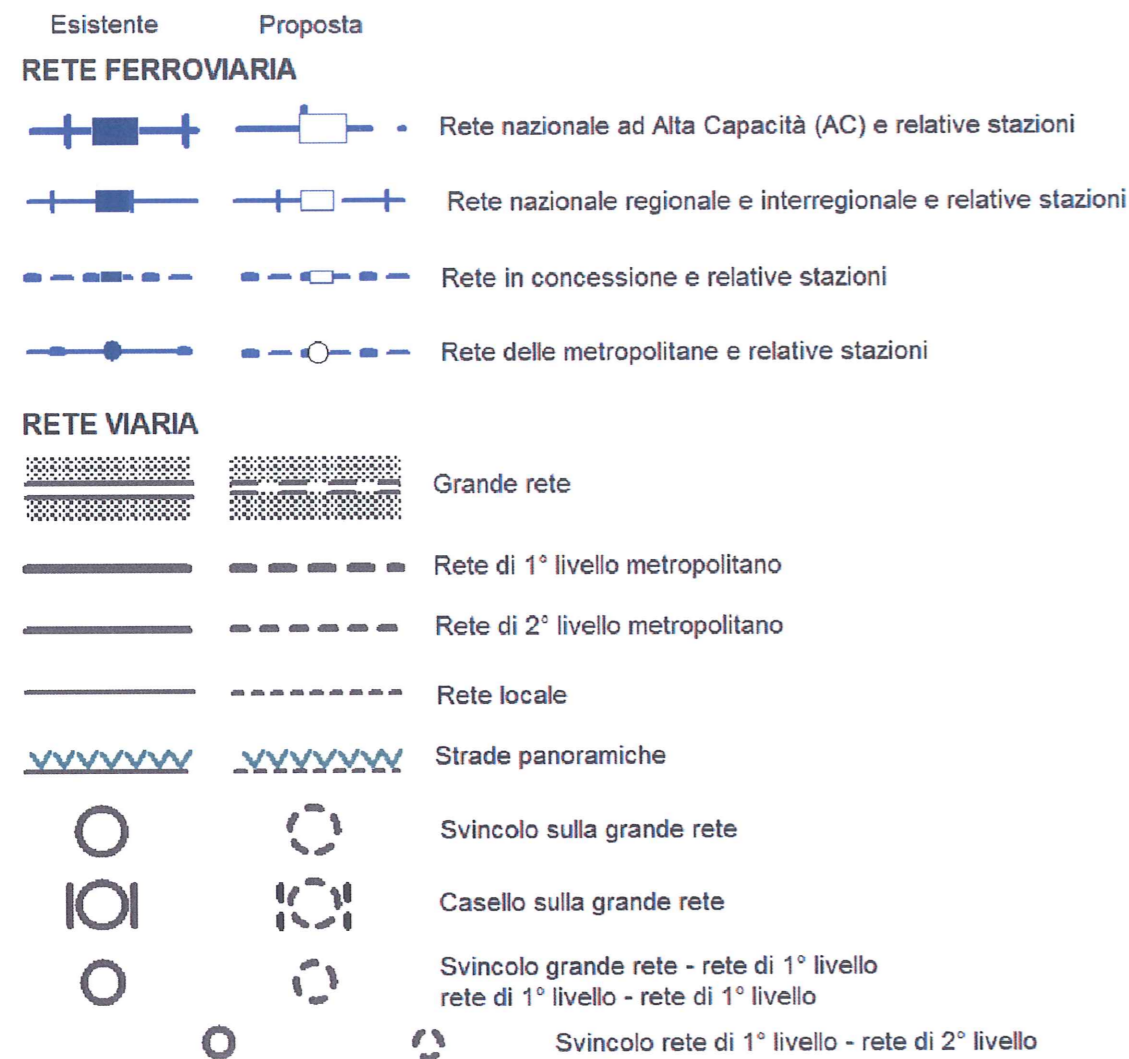 Esistente Proposta
RETE FERROVIARIA
Rete nazionale ad Alta Capacità (AC) e relative stazioni
Rete nazionale regionale e interregionale e relative stazioni
Rete in concessione e relative stazioni
Rete delle metropolitane e relative stazioni
RETE VIARIA
Grande rete
Rete di 1° livello metropolitano
Rete di 2° livello metropolitano
Rete locale
Strade panoramiche
Svincolo sulla grande rete
Casello sulla grande rete
Svincolo grande rete - rete di 1° livello
rete di 1° livello - rete di 1° livello
Svincolo rete di 1° livello - rete di 2° livello